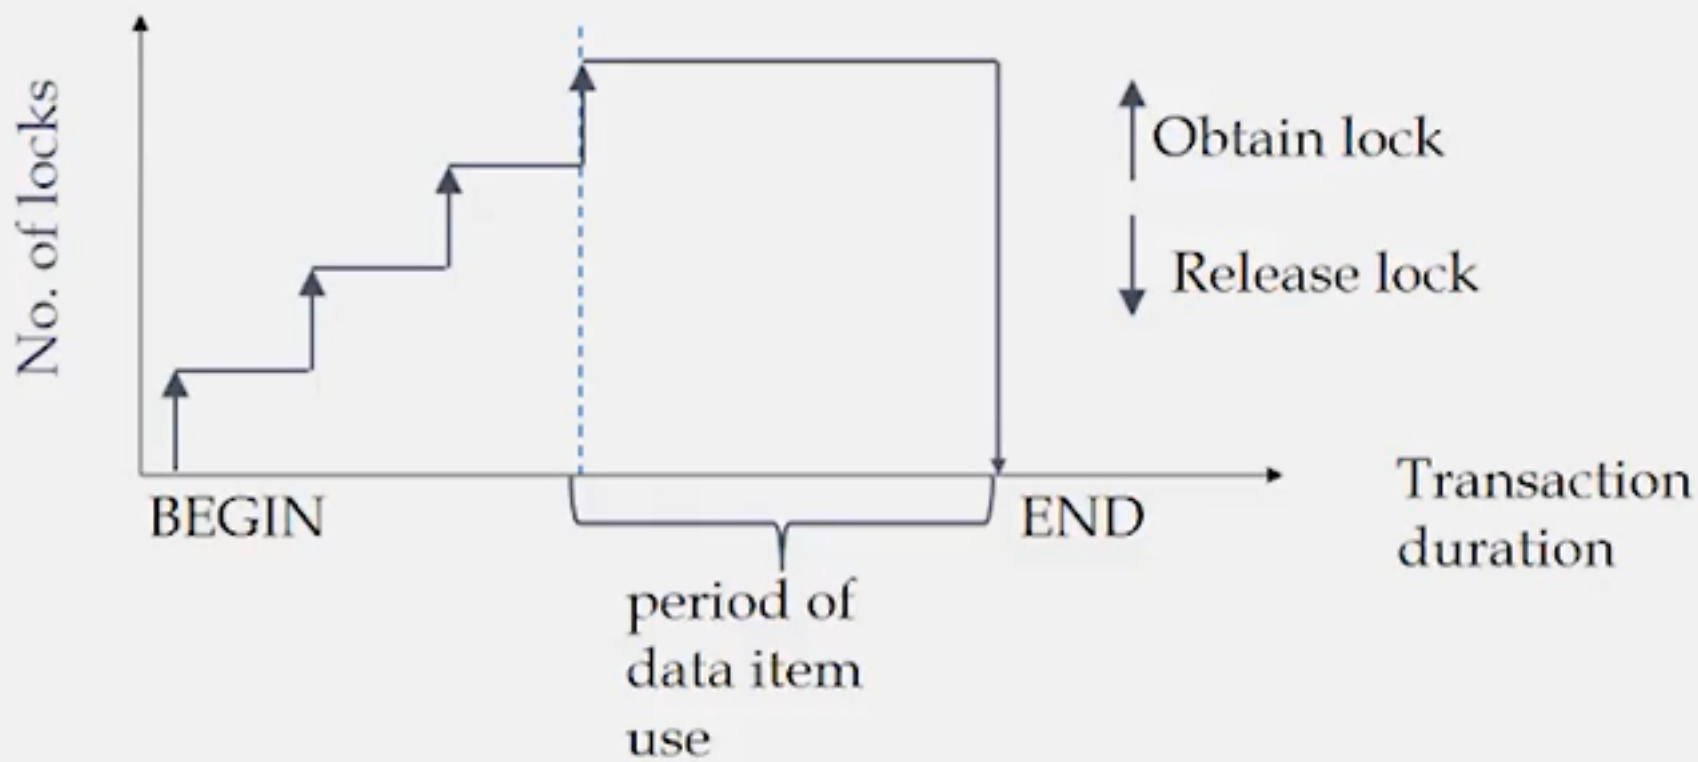 No. of locks
Obtain lock
Release lock
BEGIN
END
Transaction
duration
period of
data item
use